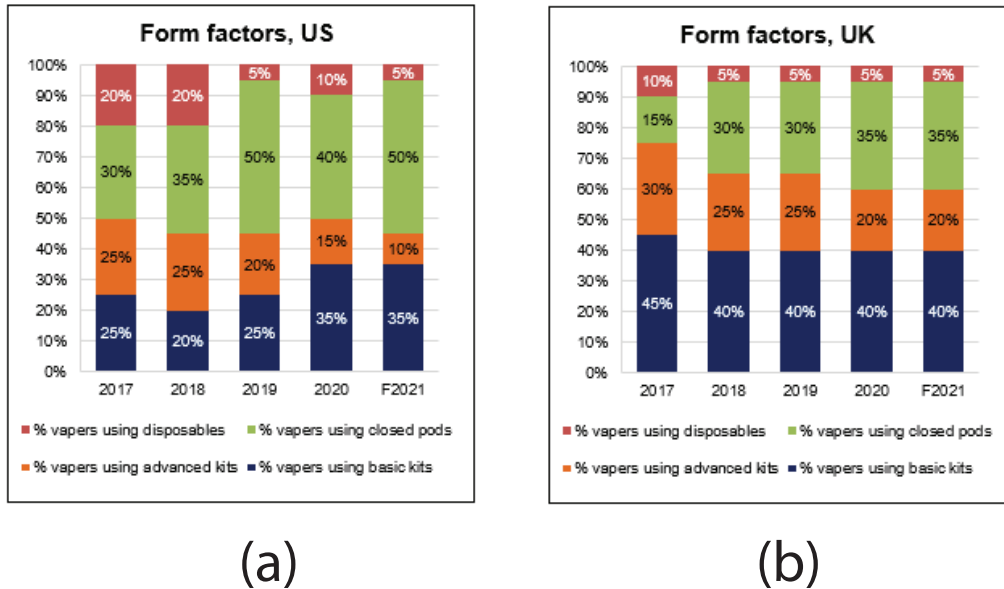 Form factors, US
100%
90%
80%
70%
60%
50%
40%
30%
20%
10%
0%
20% 20% 5% 10% 5%
30% 35% 50% 40% 50%
25% 25% 20% 15% 10%
25% 20% 25% 35% 35%
2017 2018 2019 2020 F2021
% vapers using disposables % vapers using closed pods
% vapers using advanced kits % vapers using basic kits
(a)
Form factors, UK
100%
90%
80%
70%
60%
50%
40%
30%
20%
10%
0%
10% 5% 5% 5% 5%
15% 30% 30% 35% 35%
30% 25% 25% 20% 20%
45% 40% 40% 40% 40%
2017 2018 2019 2020 F2021
% vapers using disposables % vapers using closed pods
% vapers using advanced kits % vapers using basic kits
(b)